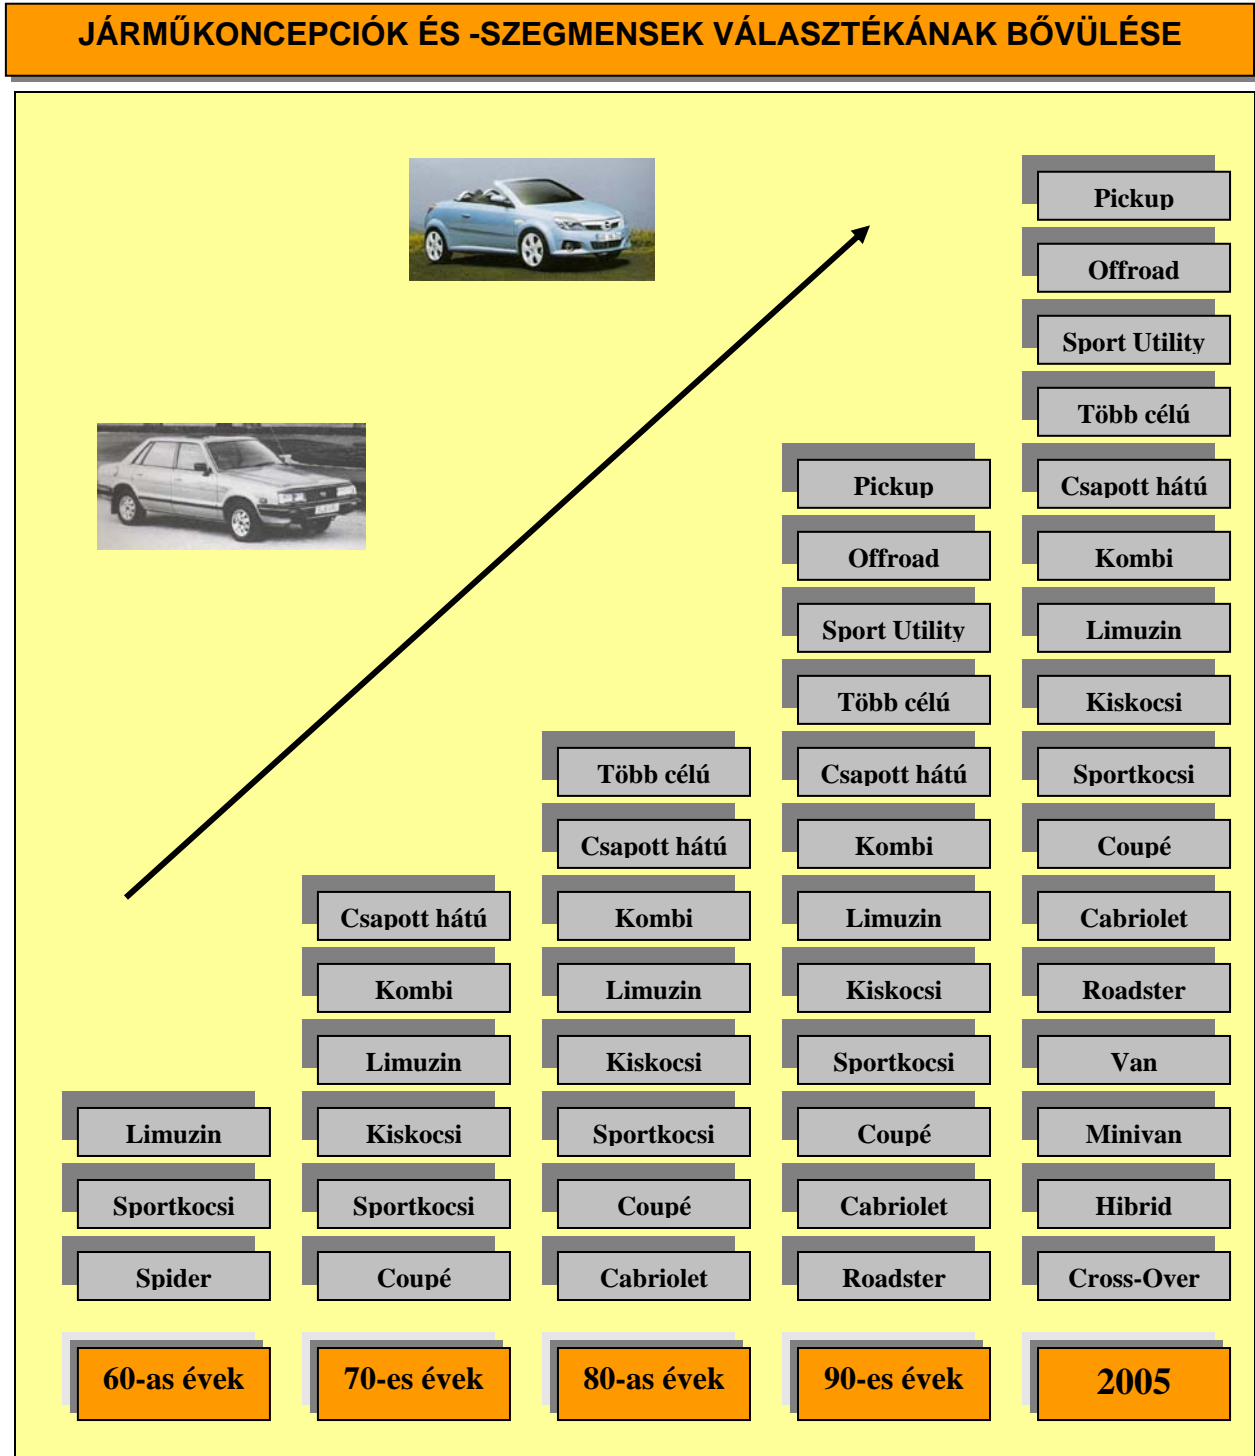 JÁRMŰKONCEPCIÓK ÉS -SZEGMENSEK VÁLASZTÉKÁNAK BŐVÜLÉSE
Limuzin
Sportkocsi
Spider
60-as évek
Csapott hátú
Kombi
Limuzin
Kiskocsi
Sportkocsi
Coupé
70-es évek
Több célú
Csapott hátú
Kombi
Limuzin
Kiskocsi
Sportkocsi
Coupé
Cabriolet
80-as évek
Pickup
Offroad
Sport Utility
Több célú
Csapott hátú
Kombi
Limuzin
Kiskocsi
Sportkocsi
Coupé
Cabriolet
Roadster
90-es évek
Pickup
Offroad
Sport Utility
Több célú
Csapott hátú
Kombi
Limuzin
Kiskocsi
Sportkocsi
Coupé
Cabriolet
Roadster
Van
Minivan
Hibrid
Cross-Over
2005